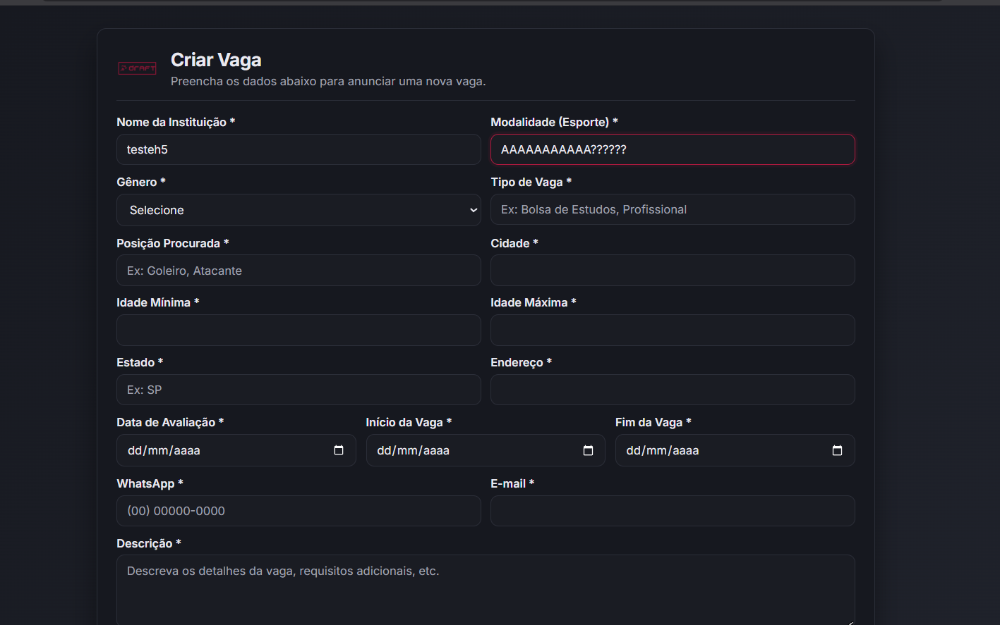 DRAFT
Criar Vaga
Preencha os dados abaixo para anunciar uma nova vaga.
Nome da Instituição *
Modalidade (Esporte) *
testeh5
AAAAAAAAAAA??????
Gênero *
Tipo de Vaga *
Selecione
Ex: Bolsa de Estudos, Profissional
Posição Procurada *
Cidade *
Ex: Goleiro, Atacante
Idade Mínima *
Idade Máxima *
Estado *
Endereço *
Ex: SP
Data de Avaliação *
Início da Vaga *
Fim da Vaga *
dd/mm/aaaa
dd/mm/aaaa
dd/mm/aaaa
WhatsApp *
E-mail *
(00) 00000-0000
Descrição *
Descreva os detalhes da vaga, requisitos adicionais, etc.